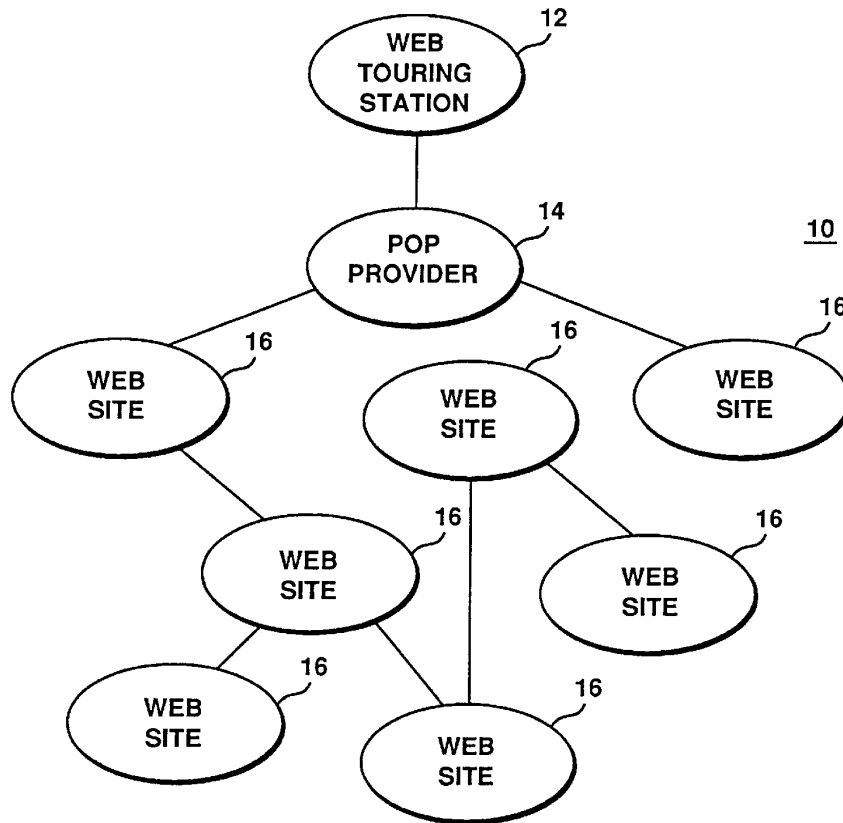 12
WEB
TOURING
STATION
14
POP
PROVIDER
10
16
WEB
SITE
16
WEB
SITE
16
WEB
SITE
16
WEB
SITE
16
WEB
SITE
16
WEB
SITE
16
WEB
SITE